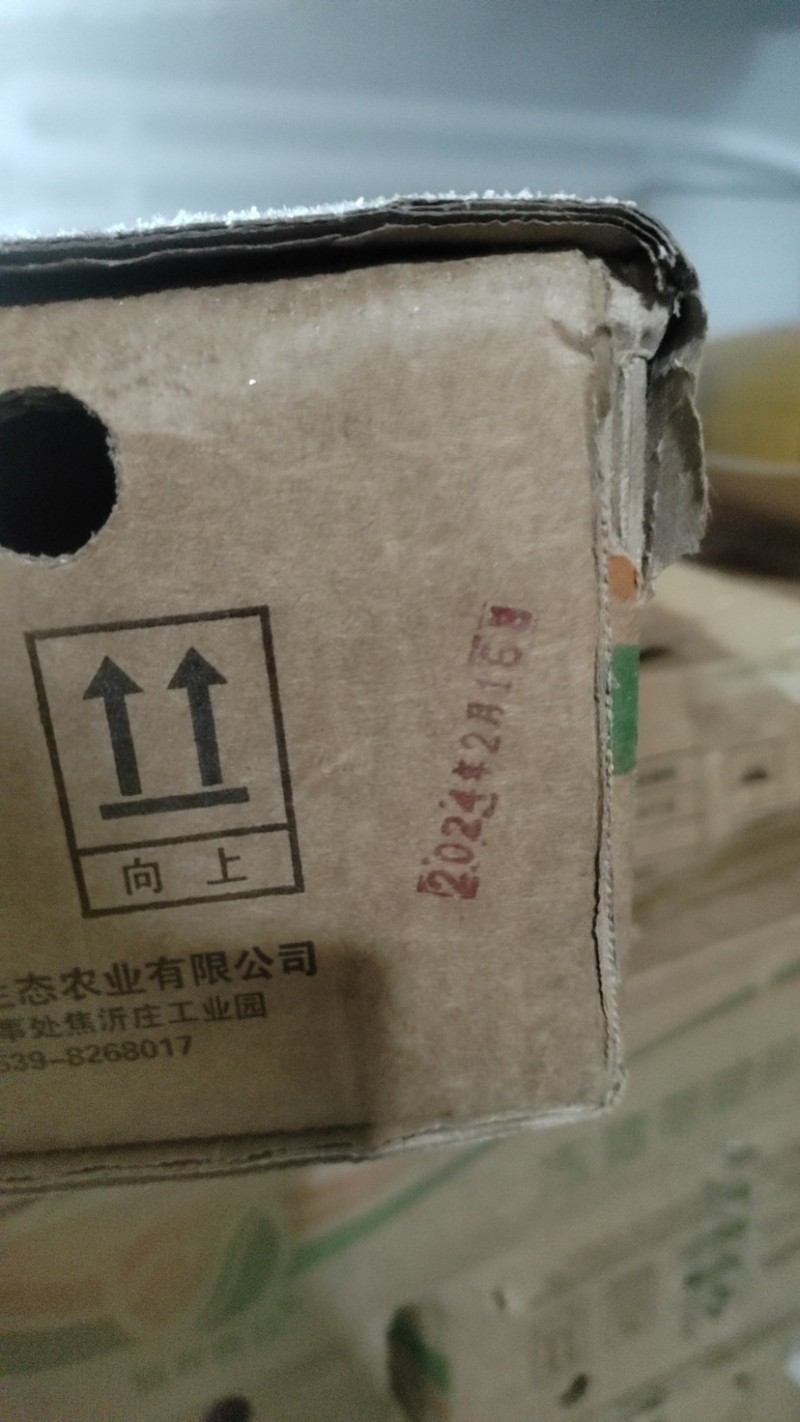 向上
态农业有限公司
事处焦沂庄工业园
539-8268017
2024年2月16日